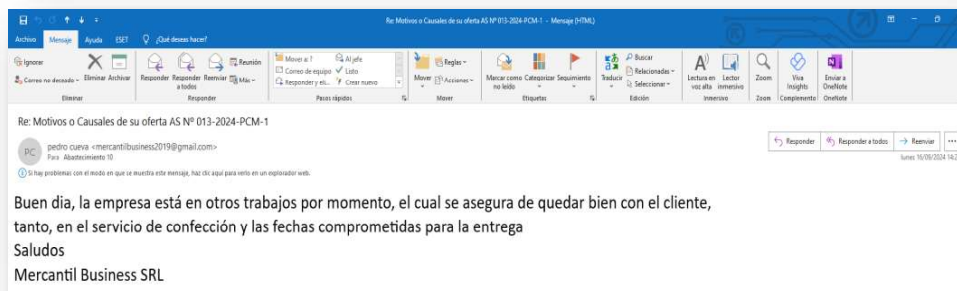 Re: Motivos o Causales de su oferta AS Nº 013-2024-PCM-1 - Mensaje (HTML)
Archivo Mensaje Ayuda ESET ¿Qué deseas hacer?
Ignorar
Correo no deseado
Eliminar Archivar
Responder Responder a todos Reenviar
Reunión
Más
Mover a: ?
Al jefe
Correo de equipo
Listo
Responder y eli...
Crear nuevo
Mover
Reglas
Acciones
Marcar como no leído Categorizar Seguimiento
Traducir
Buscar
Relacionadas
Seleccionar
Lectura en voz alta Lector inmersivo
Zoom
Viva Insights
Enviar a OneNote
Eliminar Responder Pasos rápidos Mover Etiquetas Edición Inmersivo Zoom Complemento OneNote
Re: Motivos o Causales de su oferta AS Nº 013-2024-PCM-1
PC
pedro cueva <mercantilbusiness2019@gmail.com>
Para Abastecimiento 10
Responder Responder a todos Reenviar ...
lunes 16/09/2024
Si hay problemas con el modo en que se muestra este mensaje, haz clic aquí para verlo en un explorador web.
Buen dia, la empresa está en otros trabajos por momento, el cual se asegura de quedar bien con el cliente,
tanto, en el servicio de confección y las fechas comprometidas para la entrega
Saludos
Mercantil Business SRL